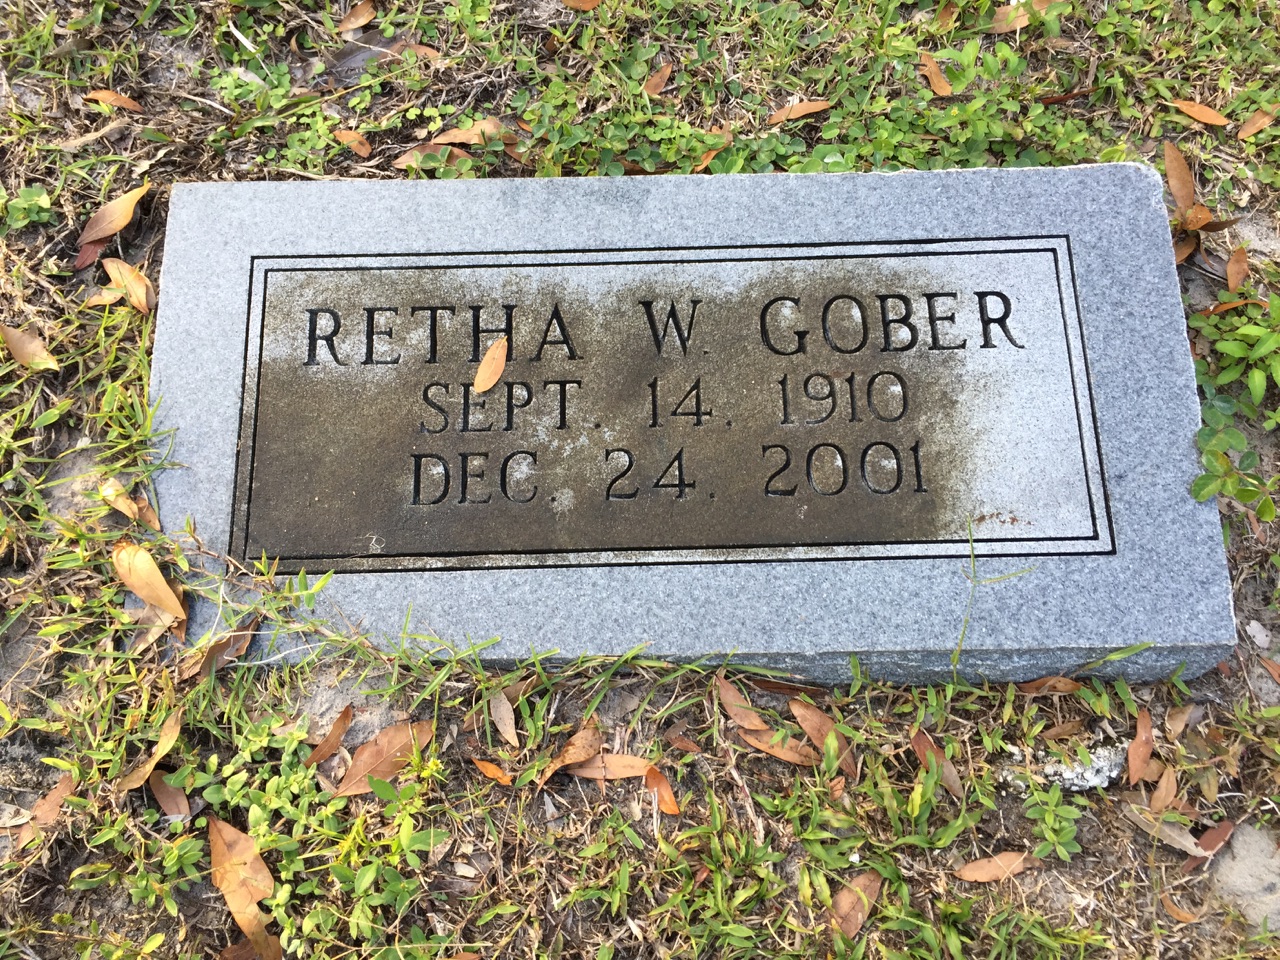 RETHA W. GOBER
SEPT. 14. 1910
DEC. 24. 2001